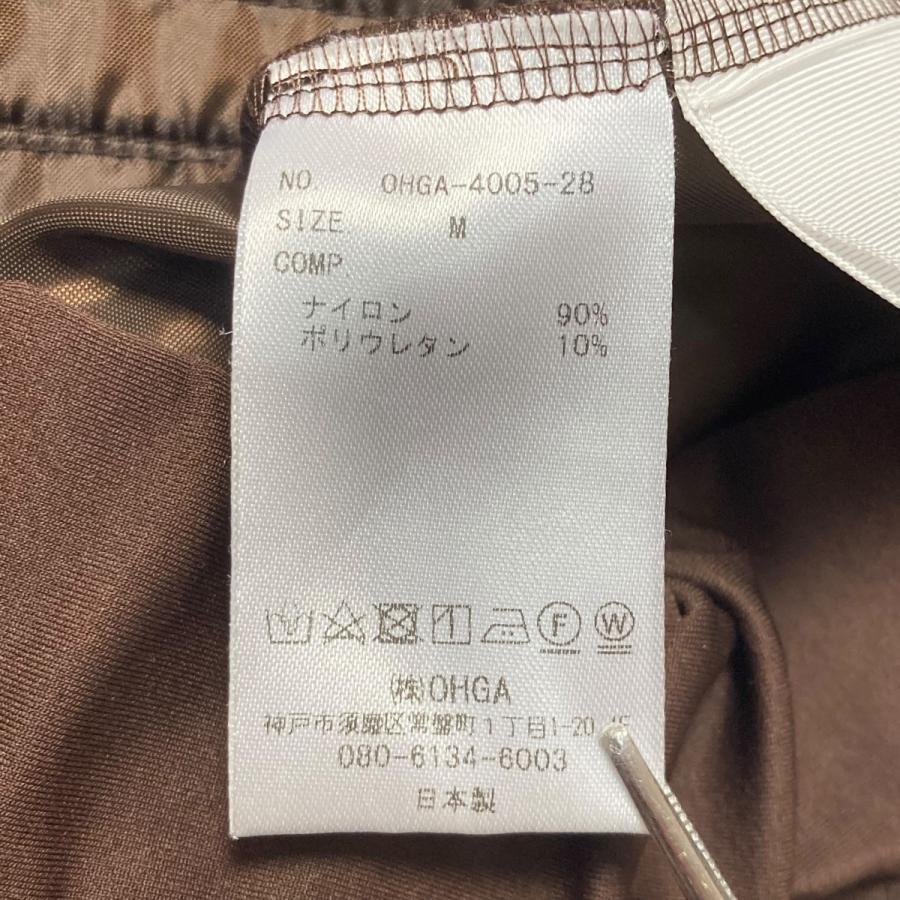 NO OHGA-4005-28
SIZE M
COMP
ナイロン 90%
ポリウレタン 10%
F W
㈱OHGA
神戸市須磨区常盤町1丁目1-20
080-6134-6003
日本製